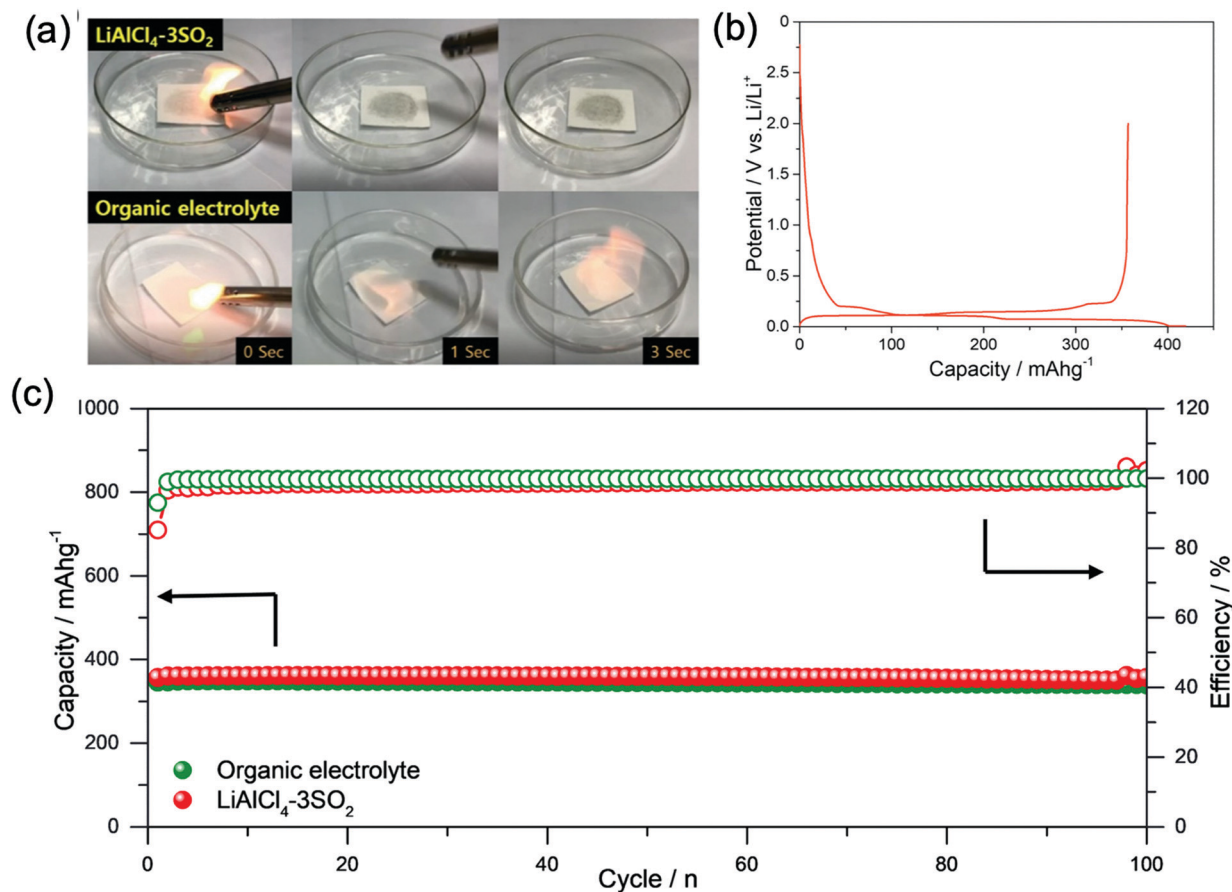 (a)
LiAlCl₄-3SO₂
Organic electrolyte
0 Sec
1 Sec
3 Sec
(b)
Potential / V vs. Li/Li⁺
2.5
2.0
1.5
1.0
0.5
0.0
0
100
200
300
400
Capacity / mAhg⁻¹
(c)
Capacity / mAhg⁻¹
1000
800
600
400
200
0
120
100
80
60
40
20
0
Efficiency / %
Organic electrolyte
LiAlCl₄-3SO₂
0
20
40
60
80
100
Cycle / n